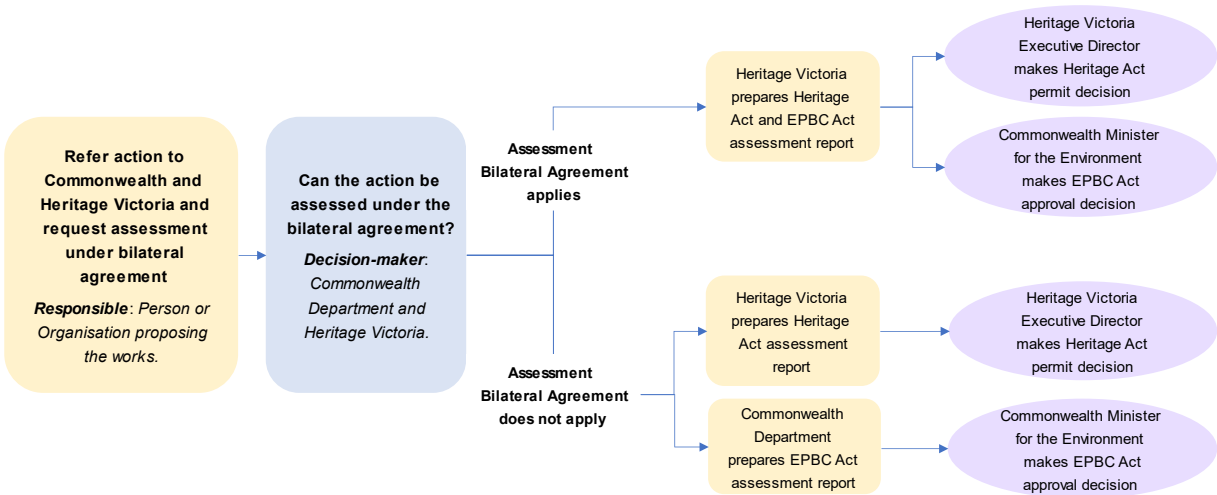 Refer action to
Commonwealth and
Heritage Victoria and
request assessment
under bilateral
agreement
Responsible: Person or
Organisation proposing
the works.
Can the action be
assessed under the
bilateral agreement?
Decision-maker:
Commonwealth
Department and
Heritage Victoria.
Assessment
Bilateral Agreement
applies
Heritage Victoria
prepares Heritage
Act and EPBC Act
assessment report
Heritage Victoria
Executive Director
makes Heritage Act
permit decision
Commonwealth Minister
for the Environment
makes EPBC Act
approval decision
Assessment
Bilateral Agreement
does not apply
Heritage Victoria
prepares Heritage
Act assessment
report
Heritage Victoria
Executive Director
makes Heritage Act
permit decision
Commonwealth
Department
prepares EPBC Act
assessment report
Commonwealth Minister
for the Environment
makes EPBC Act
approval decision